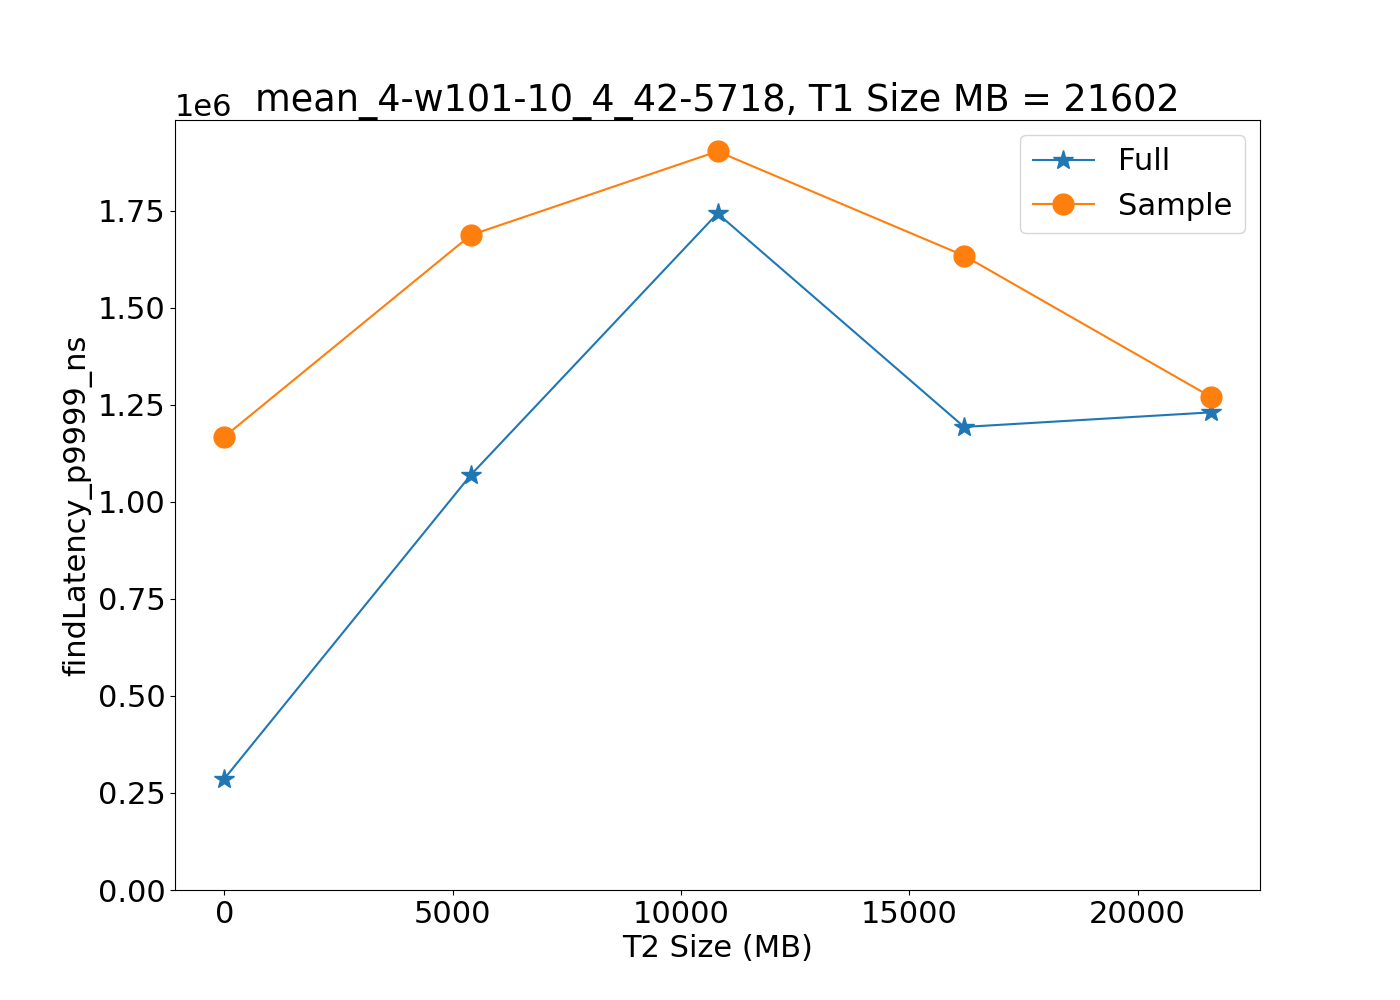 1e6
mean_4-w101-10_4_42-5718, T1 Size MB = 21602
Full
Sample
1.75
1.50
1.25
1.00
0.75
0.50
0.25
0.00
findLatency_p9999_ns
0
5000
10000
15000
20000
T2 Size (MB)